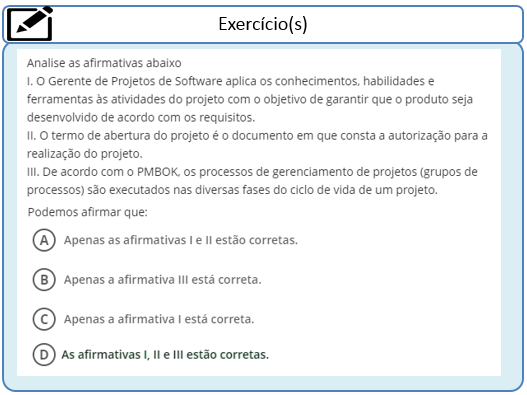 Exercício(s)
Analise as afirmativas abaixo
I. O Gerente de Projetos de Software aplica os conhecimentos, habilidades e
ferramentas às atividades do projeto com o objetivo de garantir que o produto seja
desenvolvido de acordo com os requisitos.
II. O termo de abertura do projeto é o documento em que consta a autorização para a
realização do projeto.
III. De acordo com o PMBOK, os processos de gerenciamento de projetos (grupos de
processos) são executados nas diversas fases do ciclo de vida de um projeto.
Podemos afirmar que:
A Apenas as afirmativas I e II estão corretas.
B Apenas a afirmativa III está correta.
C Apenas a afirmativa I está correta.
D As afirmativas I, II e III estão corretas.